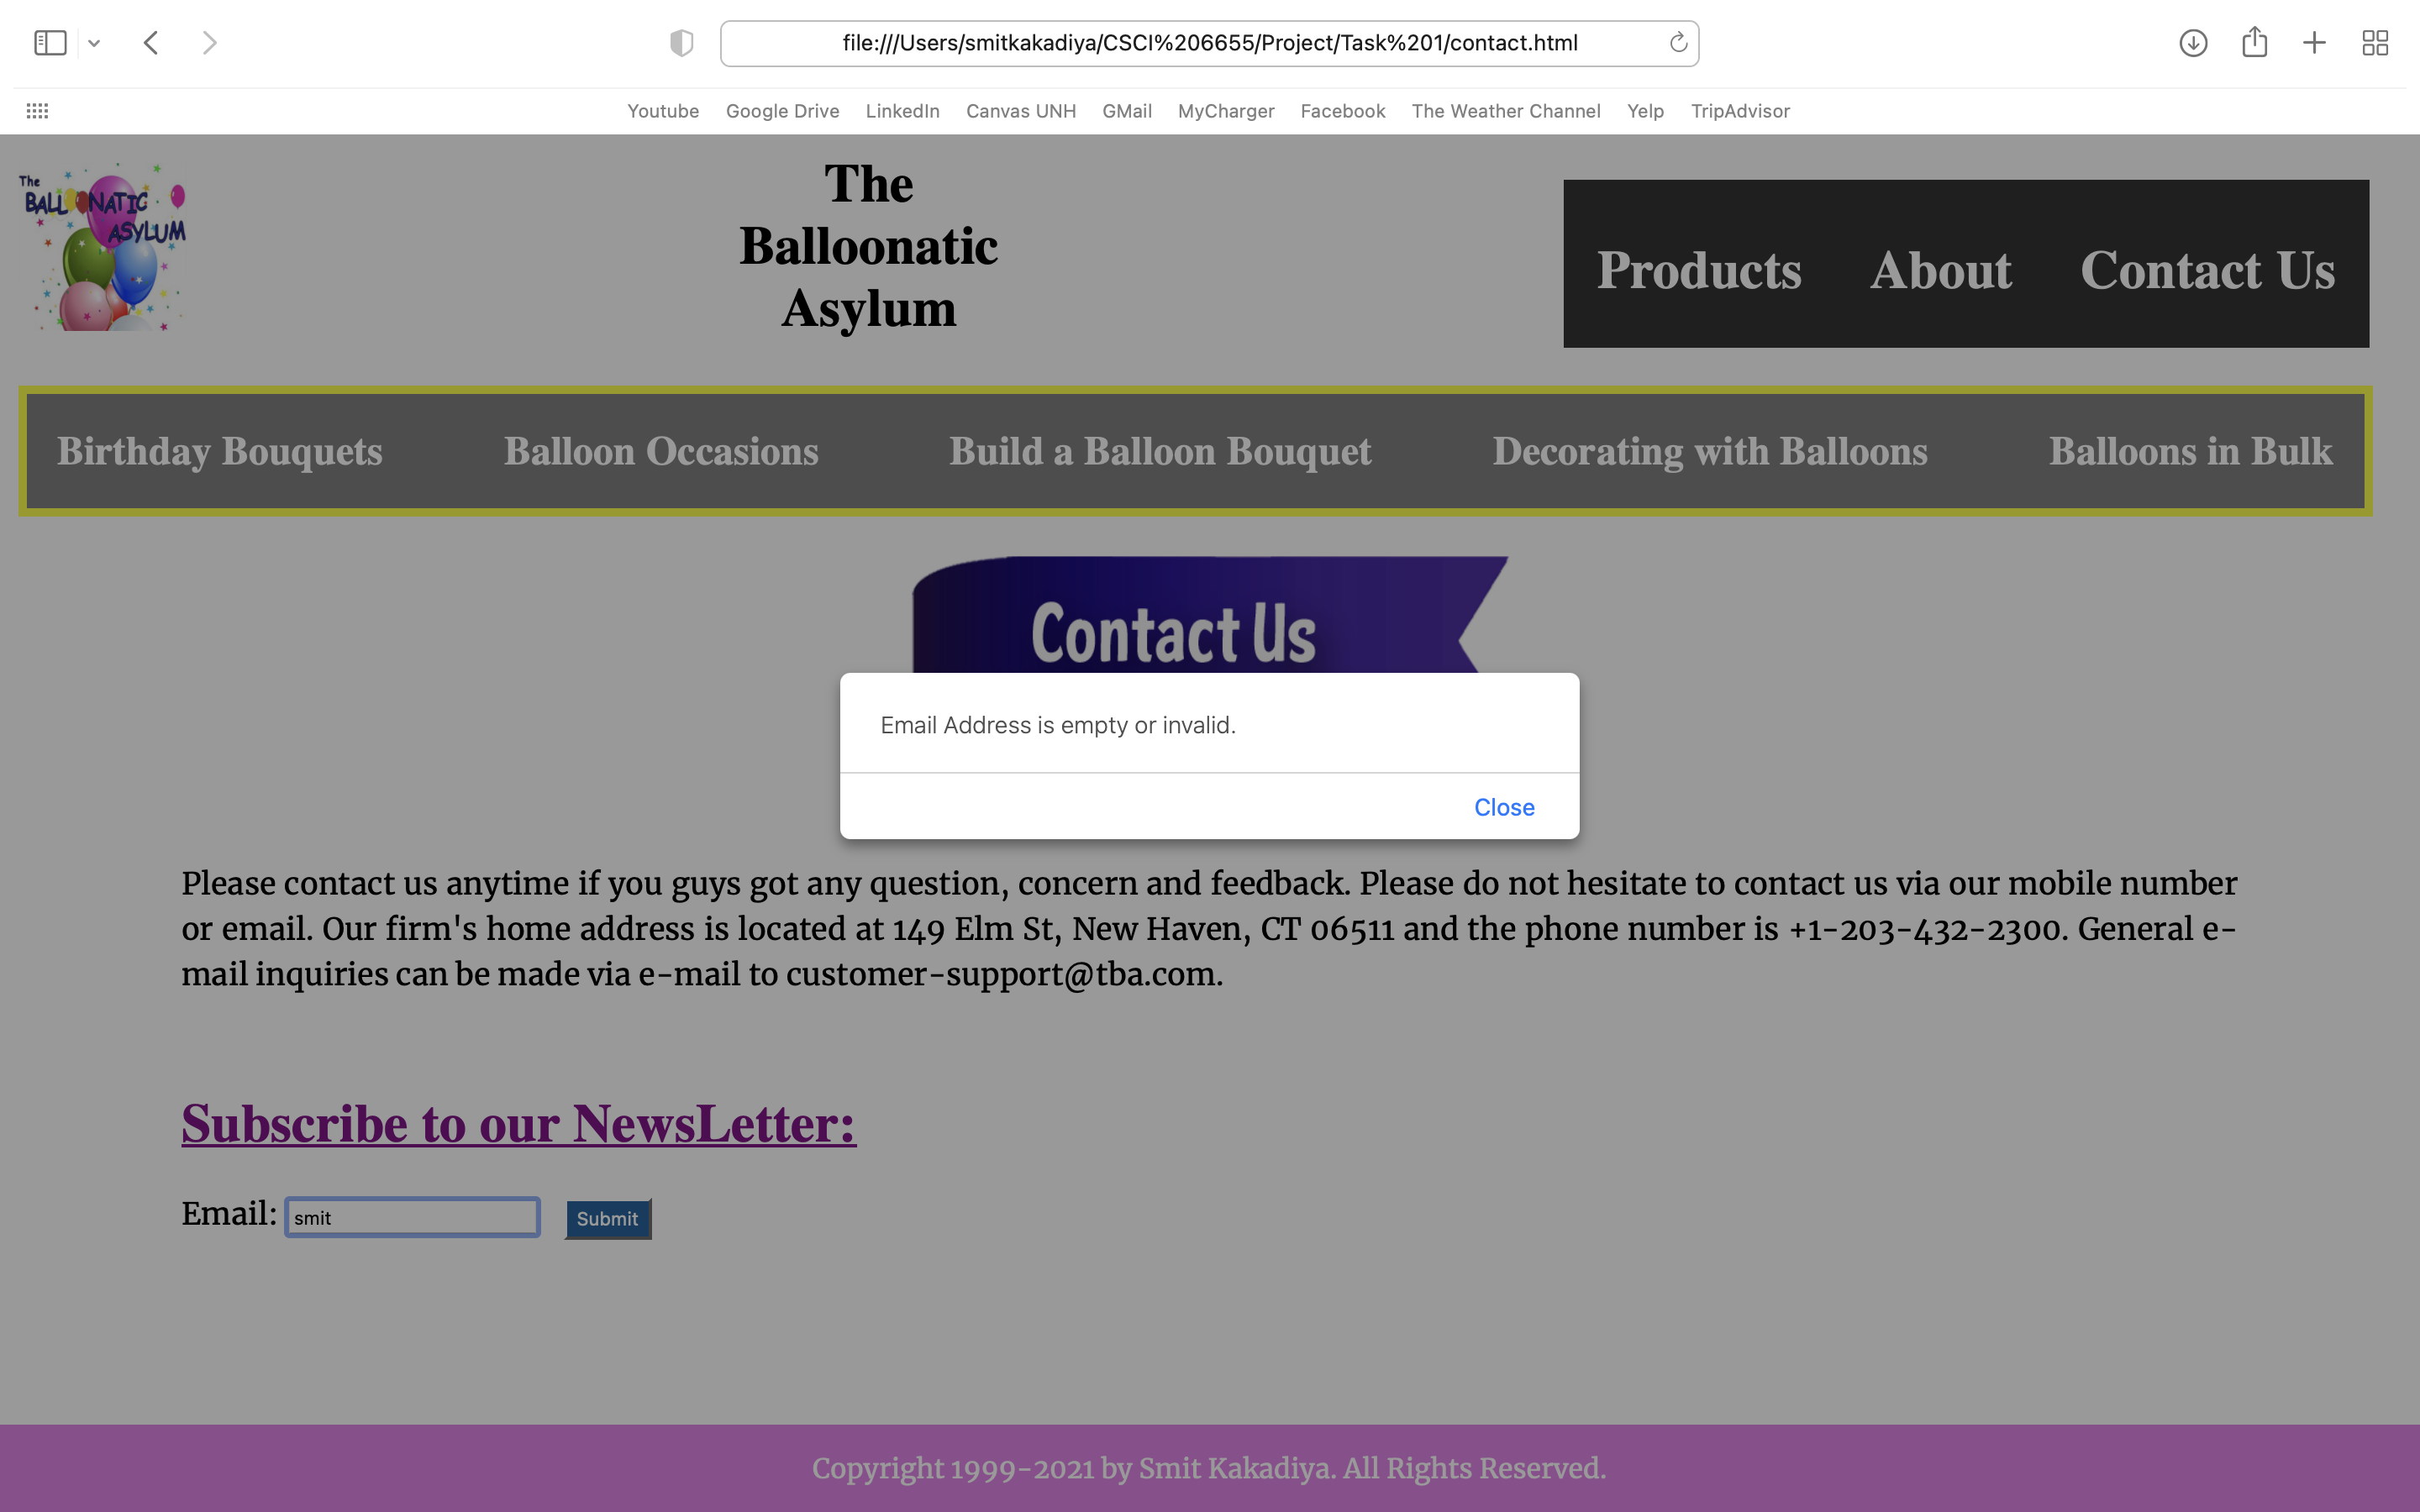 file:///Users/smitkakadiya/CSCI%206655/Project/Task%201/contact.html
Youtube Google Drive LinkedIn Canvas UNH GMail MyCharger Facebook The Weather Channel Yelp TripAdvisor
The
BALLOONATIC
ASYLUM
The
Balloonatic
Asylum
Products About Contact Us
Birthday Bouquets Balloon Occasions Build a Balloon Bouquet Decorating with Balloons Balloons in Bulk
Contact Us
Email Address is empty or invalid.
Close
Please contact us anytime if you guys got any question, concern and feedback. Please do not hesitate to contact us via our mobile number
or email. Our firm's home address is located at 149 Elm St, New Haven, CT 06511 and the phone number is +1-203-432-2300. General e-
mail inquiries can be made via e-mail to customer-support@tba.com.
Subscribe to our NewsLetter:
Email: smit Submit
Copyright 1999-2021 by Smit Kakadiya. All Rights Reserved.